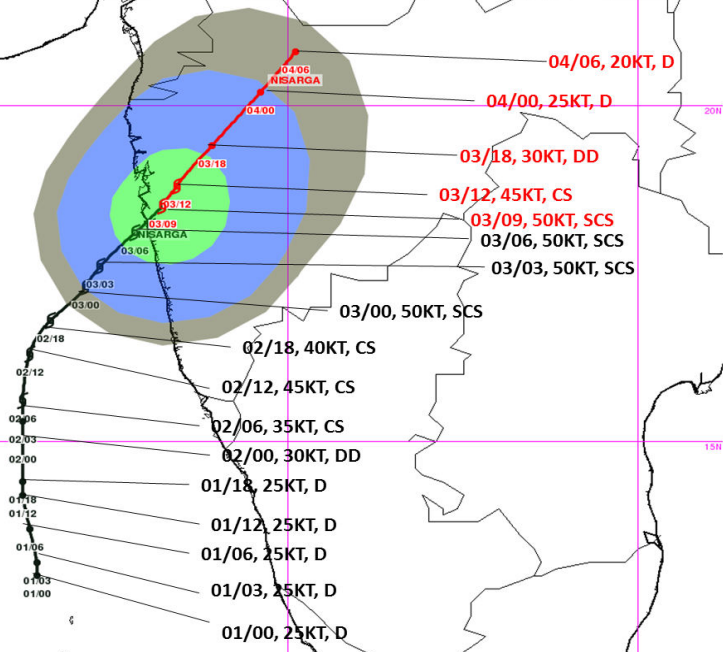 04/06, 20KT, D
04/06
NISARGA
04/00, 25KT, D
04/00
20N
03/18, 30KT, DD
03/18
03/12, 45KT, CS
03/12
03/09, 50KT, SCS
03/09
NISARGA
03/06, 50KT, SCS
03/06
03/03, 50KT, SCS
03/03
03/00
03/00, 50KT, SCS
02/18
02/18, 40KT, CS
02/12
02/12, 45KT, CS
02/06
02/06, 35KT, CS
02/03
15N
02/00
02/00, 30KT, DD
01/18, 25KT, D
01/18
01/12
01/12, 25KT, D
01/06
01/06, 25KT, D
01/03
01/03, 25KT, D
01/00
01/00, 25KT, D